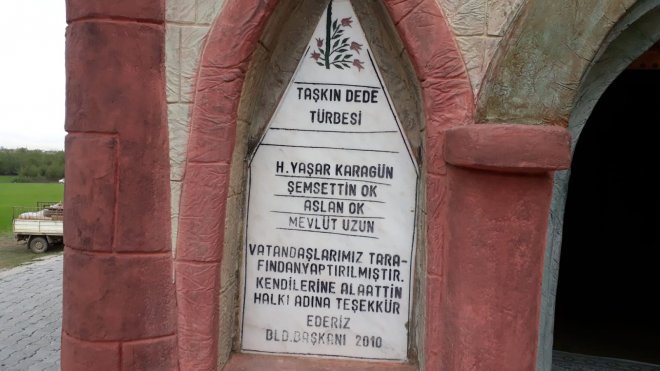 TAŞKIN DEDE
TÜRBESİ
H.YAŞAR KARAGÜN
ŞEMSETTİN OK
ASLAN OK
MEVLÜT UZUN
VATANDAŞLARIMIZ TARA-
FINDANYAPTIRILMIŞTIR.
KENDİLERİNE ALAATTİN
HALKI ADINA TEŞEKKÜR
EDERİZ
BLD.BAŞKANI 2010